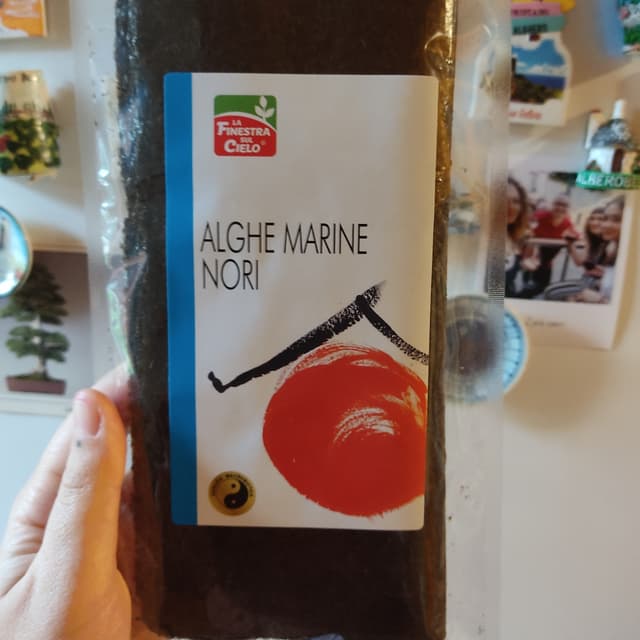 LA
FINESTRA
SUL
CIELO®
ALGHE MARINE
NORI